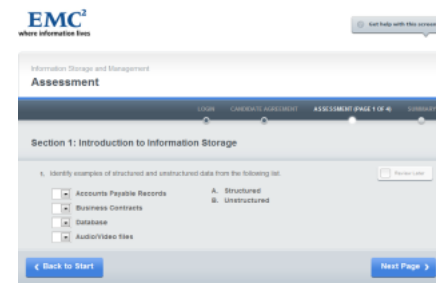 EMC²
where information lives
Get help with this screen
Information Storage and Management
Assessment
LOGIN CANDIDATE AGREEMENT ASSESSMENT (PAGE 1 OF 4) SUMMARY
Section 1: Introduction to Information Storage
1. Identify examples of structured and unstructured data from the following list.
Review Later
Accounts Payable Records A. Structured
Business Contracts B. Unstructured
Database
Audio/Video files
Back to Start
Next Page